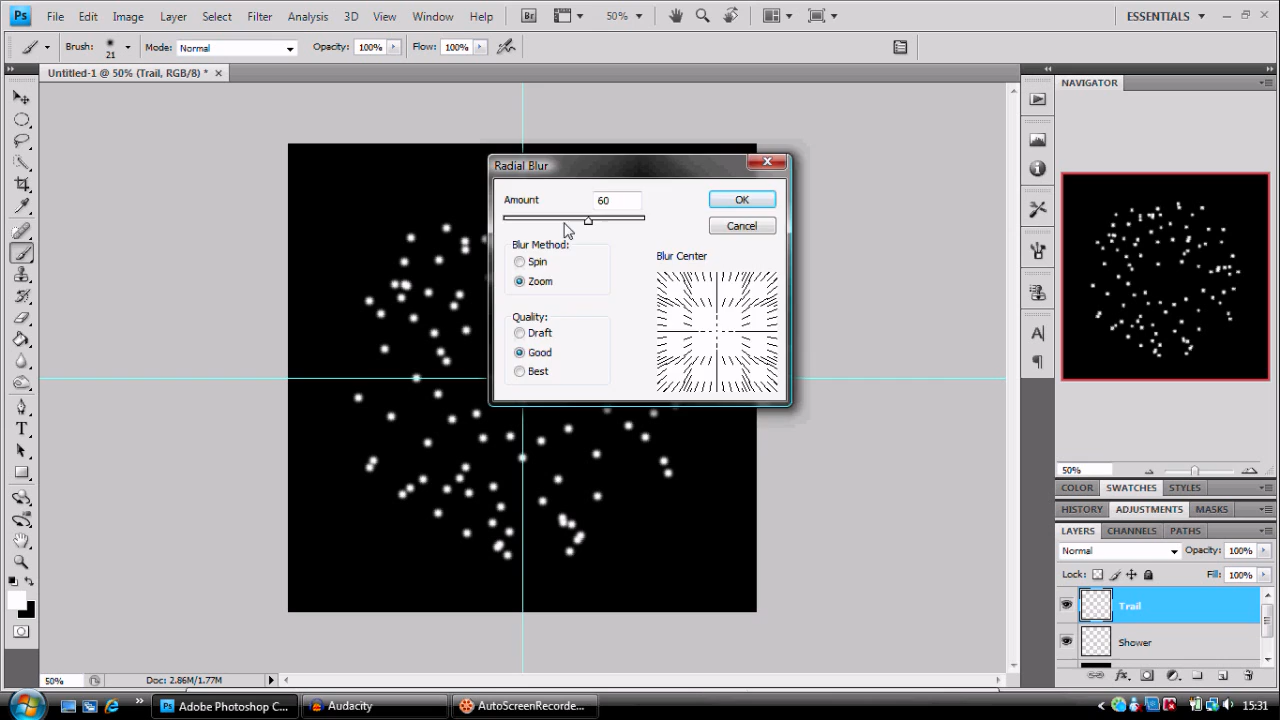 Ps File Edit Image Layer Select Filter Analysis 3D View Window Help Br 50% ESSENTIALS
Brush: 21 Mode: Normal Opacity: 100% Flow: 100%
Untitled-1 @ 50% (Trail, RGB/8) *
NAVIGATOR
Radial Blur
Amount 60 OK
Cancel
Blur Method:
Spin
Zoom
Blur Center
Quality:
Draft
Good
Best
A
T
50%
COLOR SWATCHES STYLES
HISTORY ADJUSTMENTS MASKS
LAYERS CHANNELS PATHS
Normal Opacity: 100%
Lock: Fill: 100%
Trail
Shower
50% Doc: 2.86M/1.77M
Ps Adobe Photoshop C... Audacity AutoScreenRecorde... 15:31